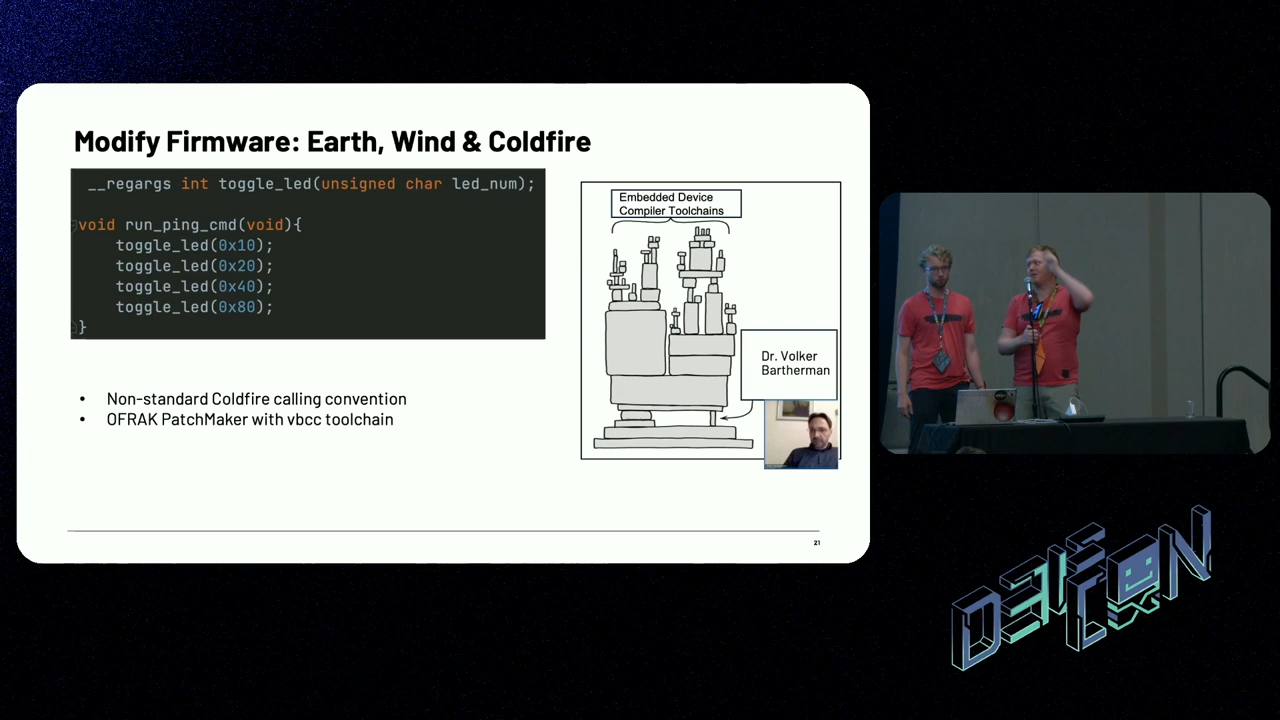 Modify Firmware: Earth, Wind & Coldfire
__regargs int toggle_led(unsigned char led_num);
void run_ping_cmd(void){
toggle_led(0x10);
toggle_led(0x20);
toggle_led(0x40);
toggle_led(0x80);
}
• Non-standard Coldfire calling convention
• OFRAK PatchMaker with vbcc toolchain
Embedded Device
Compiler Toolchains
Dr. Volker
Bartherman
21
DEF CON